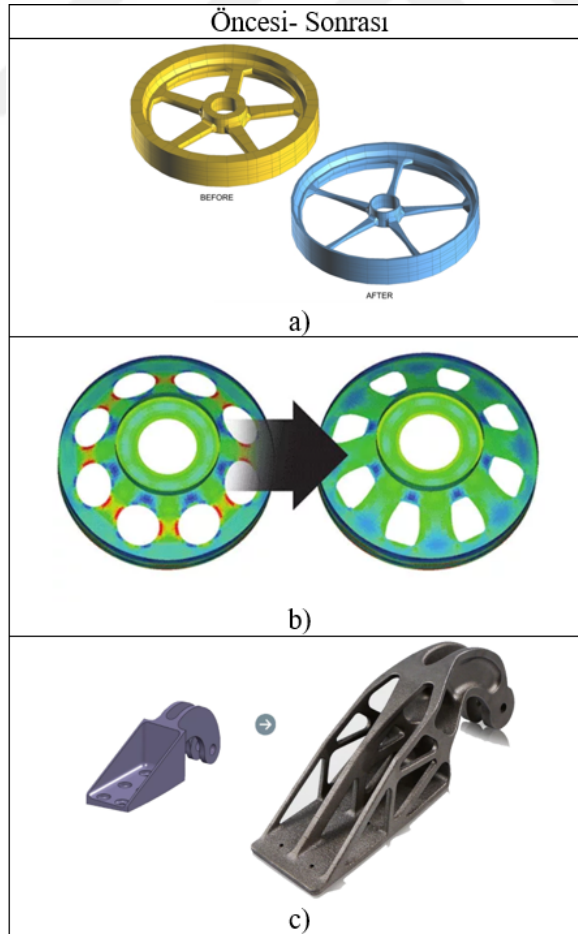 Öncesi- Sonrası
BEFORE
AFTER
a)
b)
c)